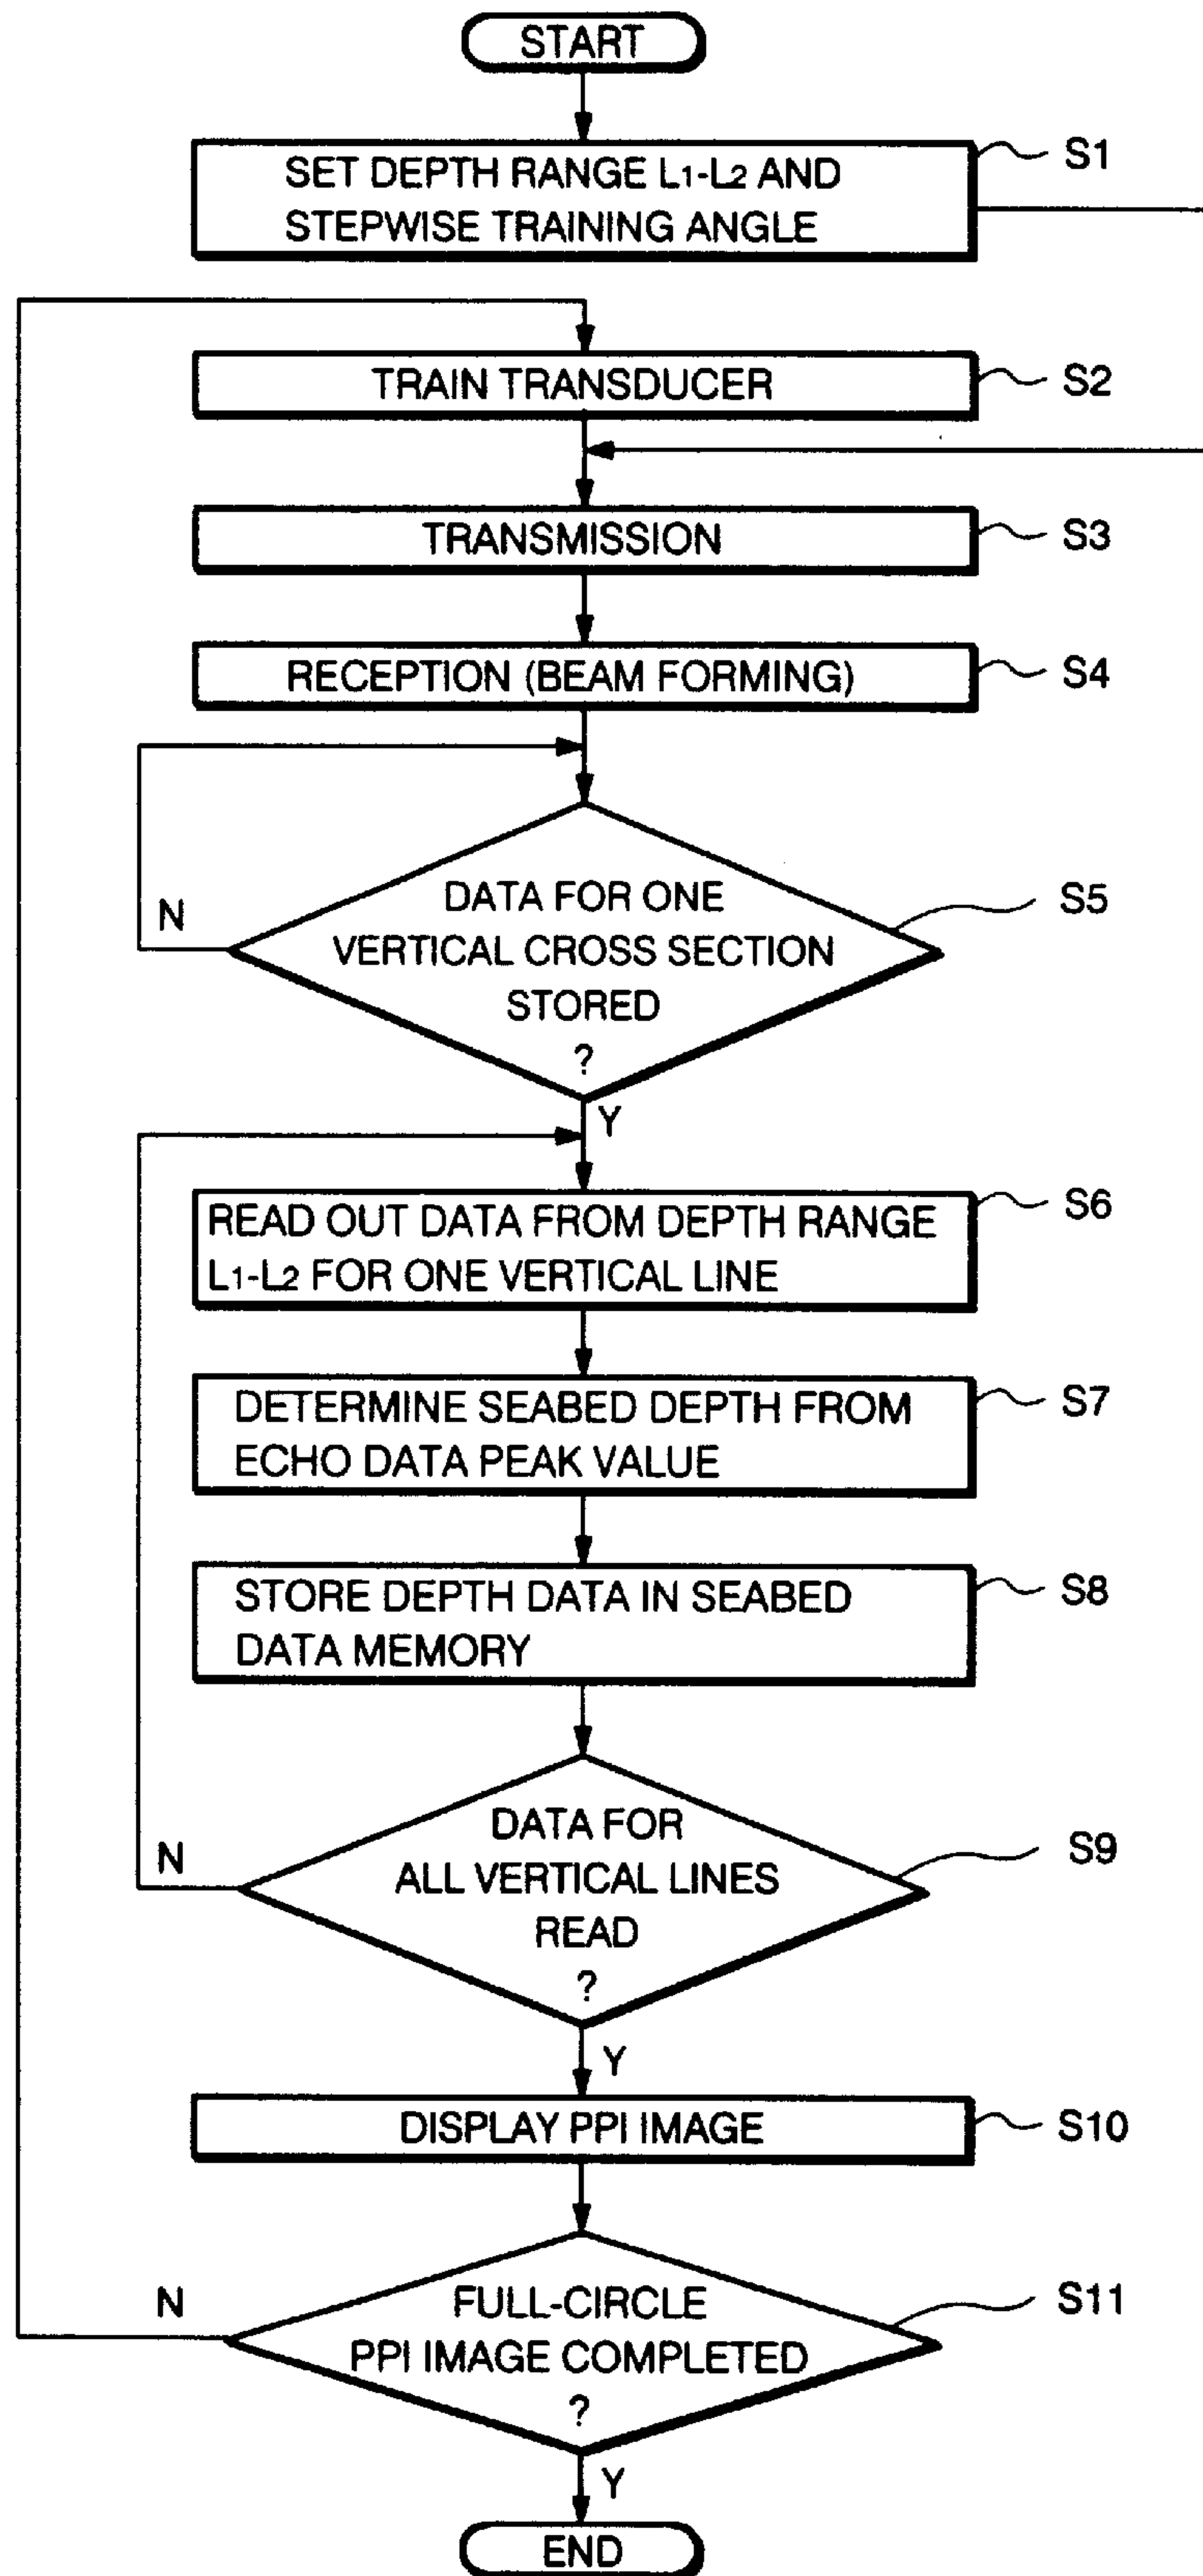 START
SET DEPTH RANGE L1-L2 AND
STEPWISE TRAINING ANGLE
S1
TRAIN TRANSDUCER
S2
TRANSMISSION
S3
RECEPTION (BEAM FORMING)
S4
DATA FOR ONE
VERTICAL CROSS SECTION
STORED
?
S5
N
Y
READ OUT DATA FROM DEPTH RANGE
L1-L2 FOR ONE VERTICAL LINE
S6
DETERMINE SEABED DEPTH FROM
ECHO DATA PEAK VALUE
S7
STORE DEPTH DATA IN SEABED
DATA MEMORY
S8
DATA FOR
ALL VERTICAL LINES
READ
?
S9
N
Y
DISPLAY PPI IMAGE
S10
FULL-CIRCLE
PPI IMAGE COMPLETED
?
S11
N
Y
END